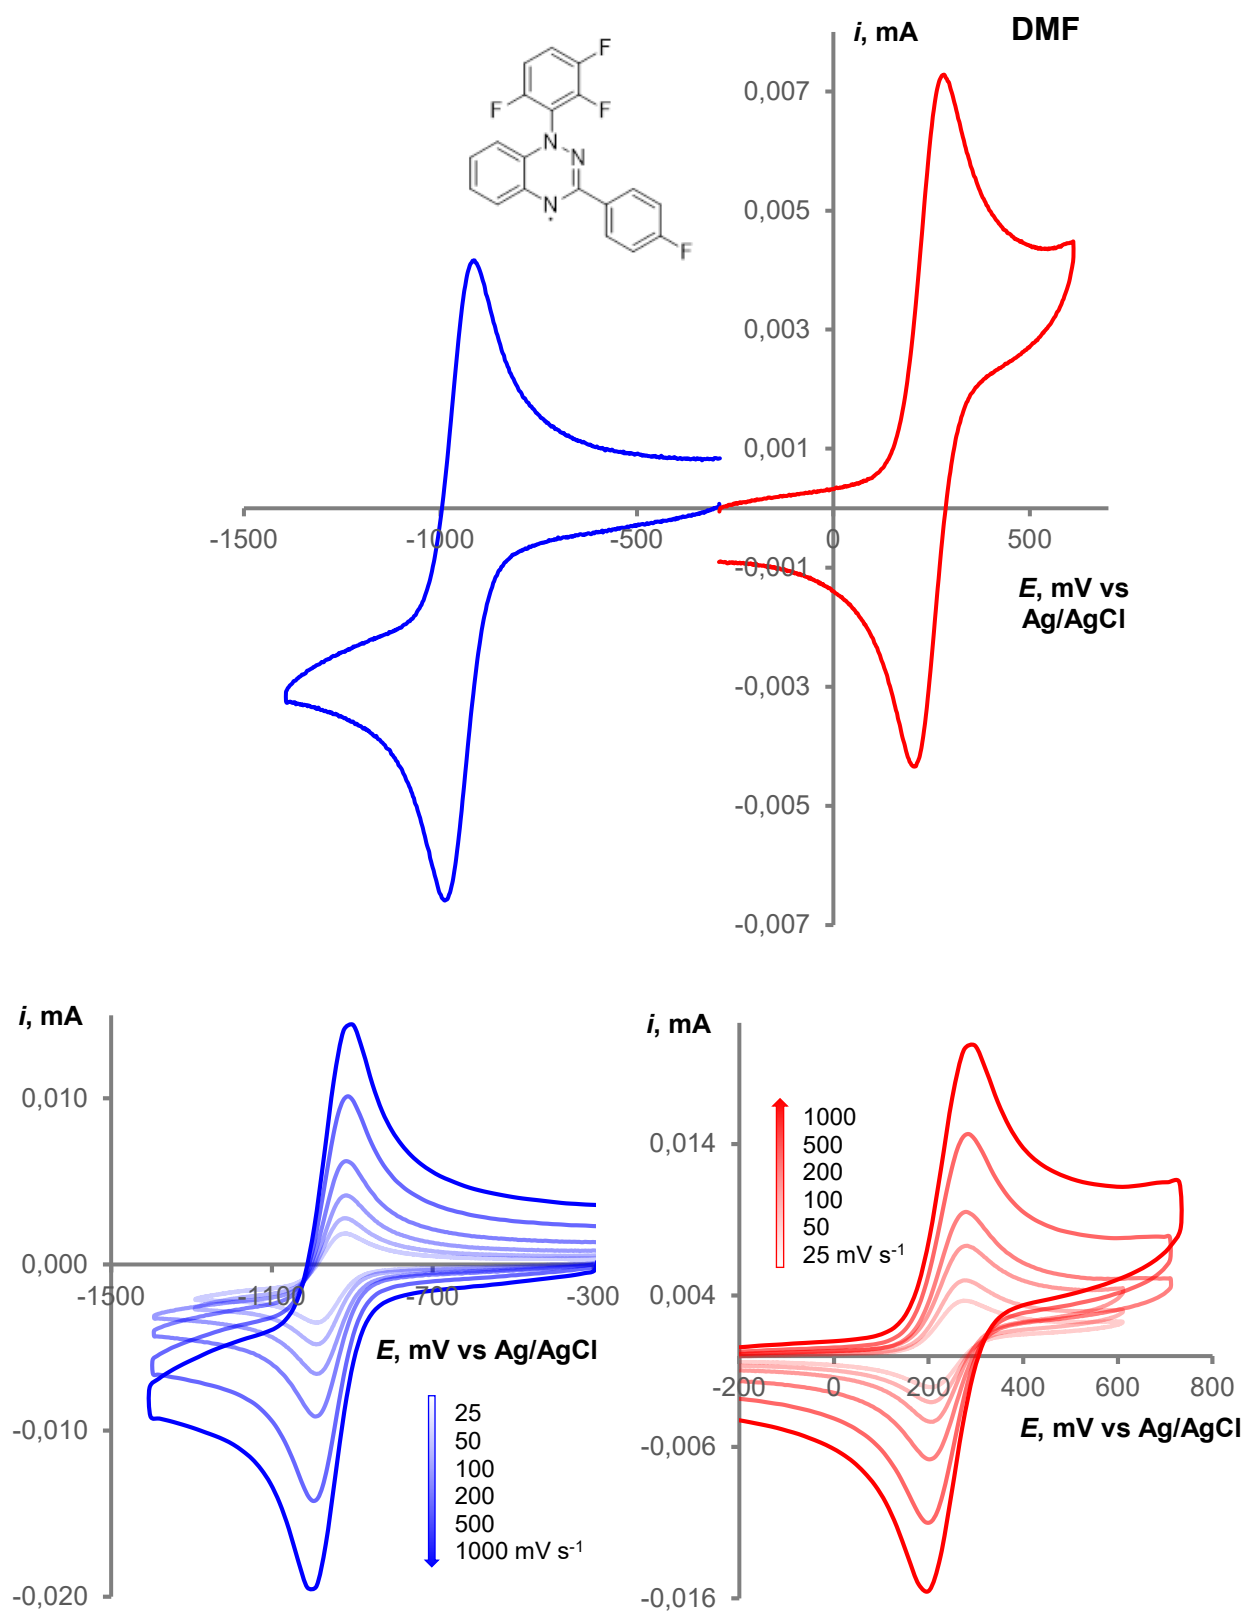 i, mA
DMF
F
F
F
N
N
N
F
0,007
0,005
0,003
0,001
-1500
-1000
-500
0
500
-0,001
E, mV vs
Ag/AgCl
-0,003
-0,005
-0,007
i, mA
0,010
0,000
-1500
-1100
-700
-300
E, mV vs Ag/AgCl
25
50
100
200
500
1000 mV s-1
-0,010
-0,020
i, mA
1000
500
200
100
50
25 mV s-1
0,014
0,004
-200
0
200
400
600
800
E, mV vs Ag/AgCl
-0,006
-0,016